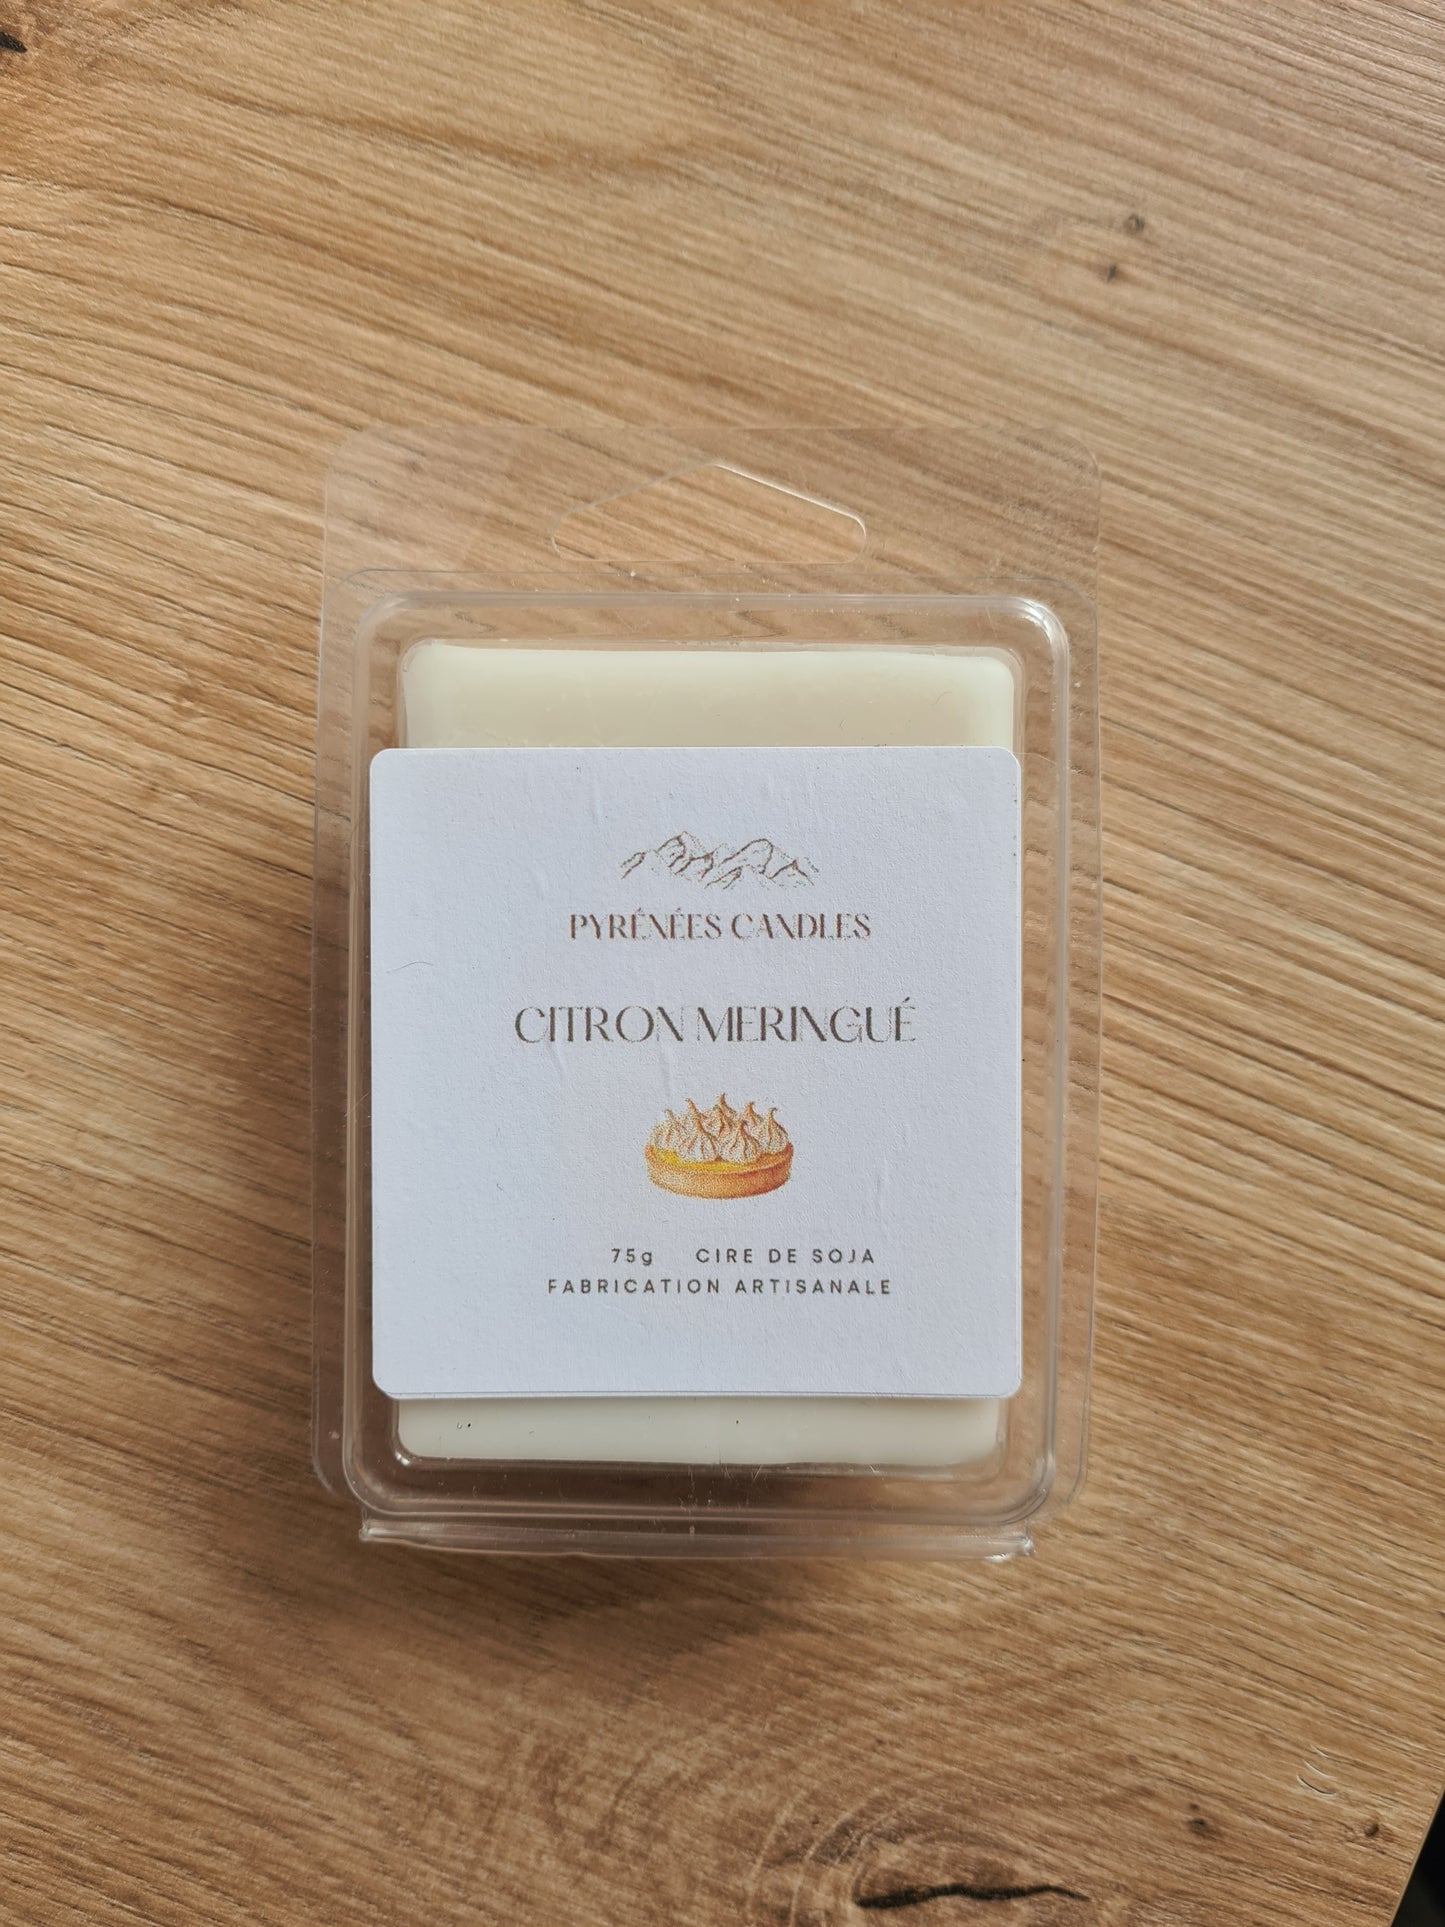 PYRÉNÉES CANDLES
CITRON MERINGUÉ
75g CIRE DE SOJA
FABRICATION ARTISANALE